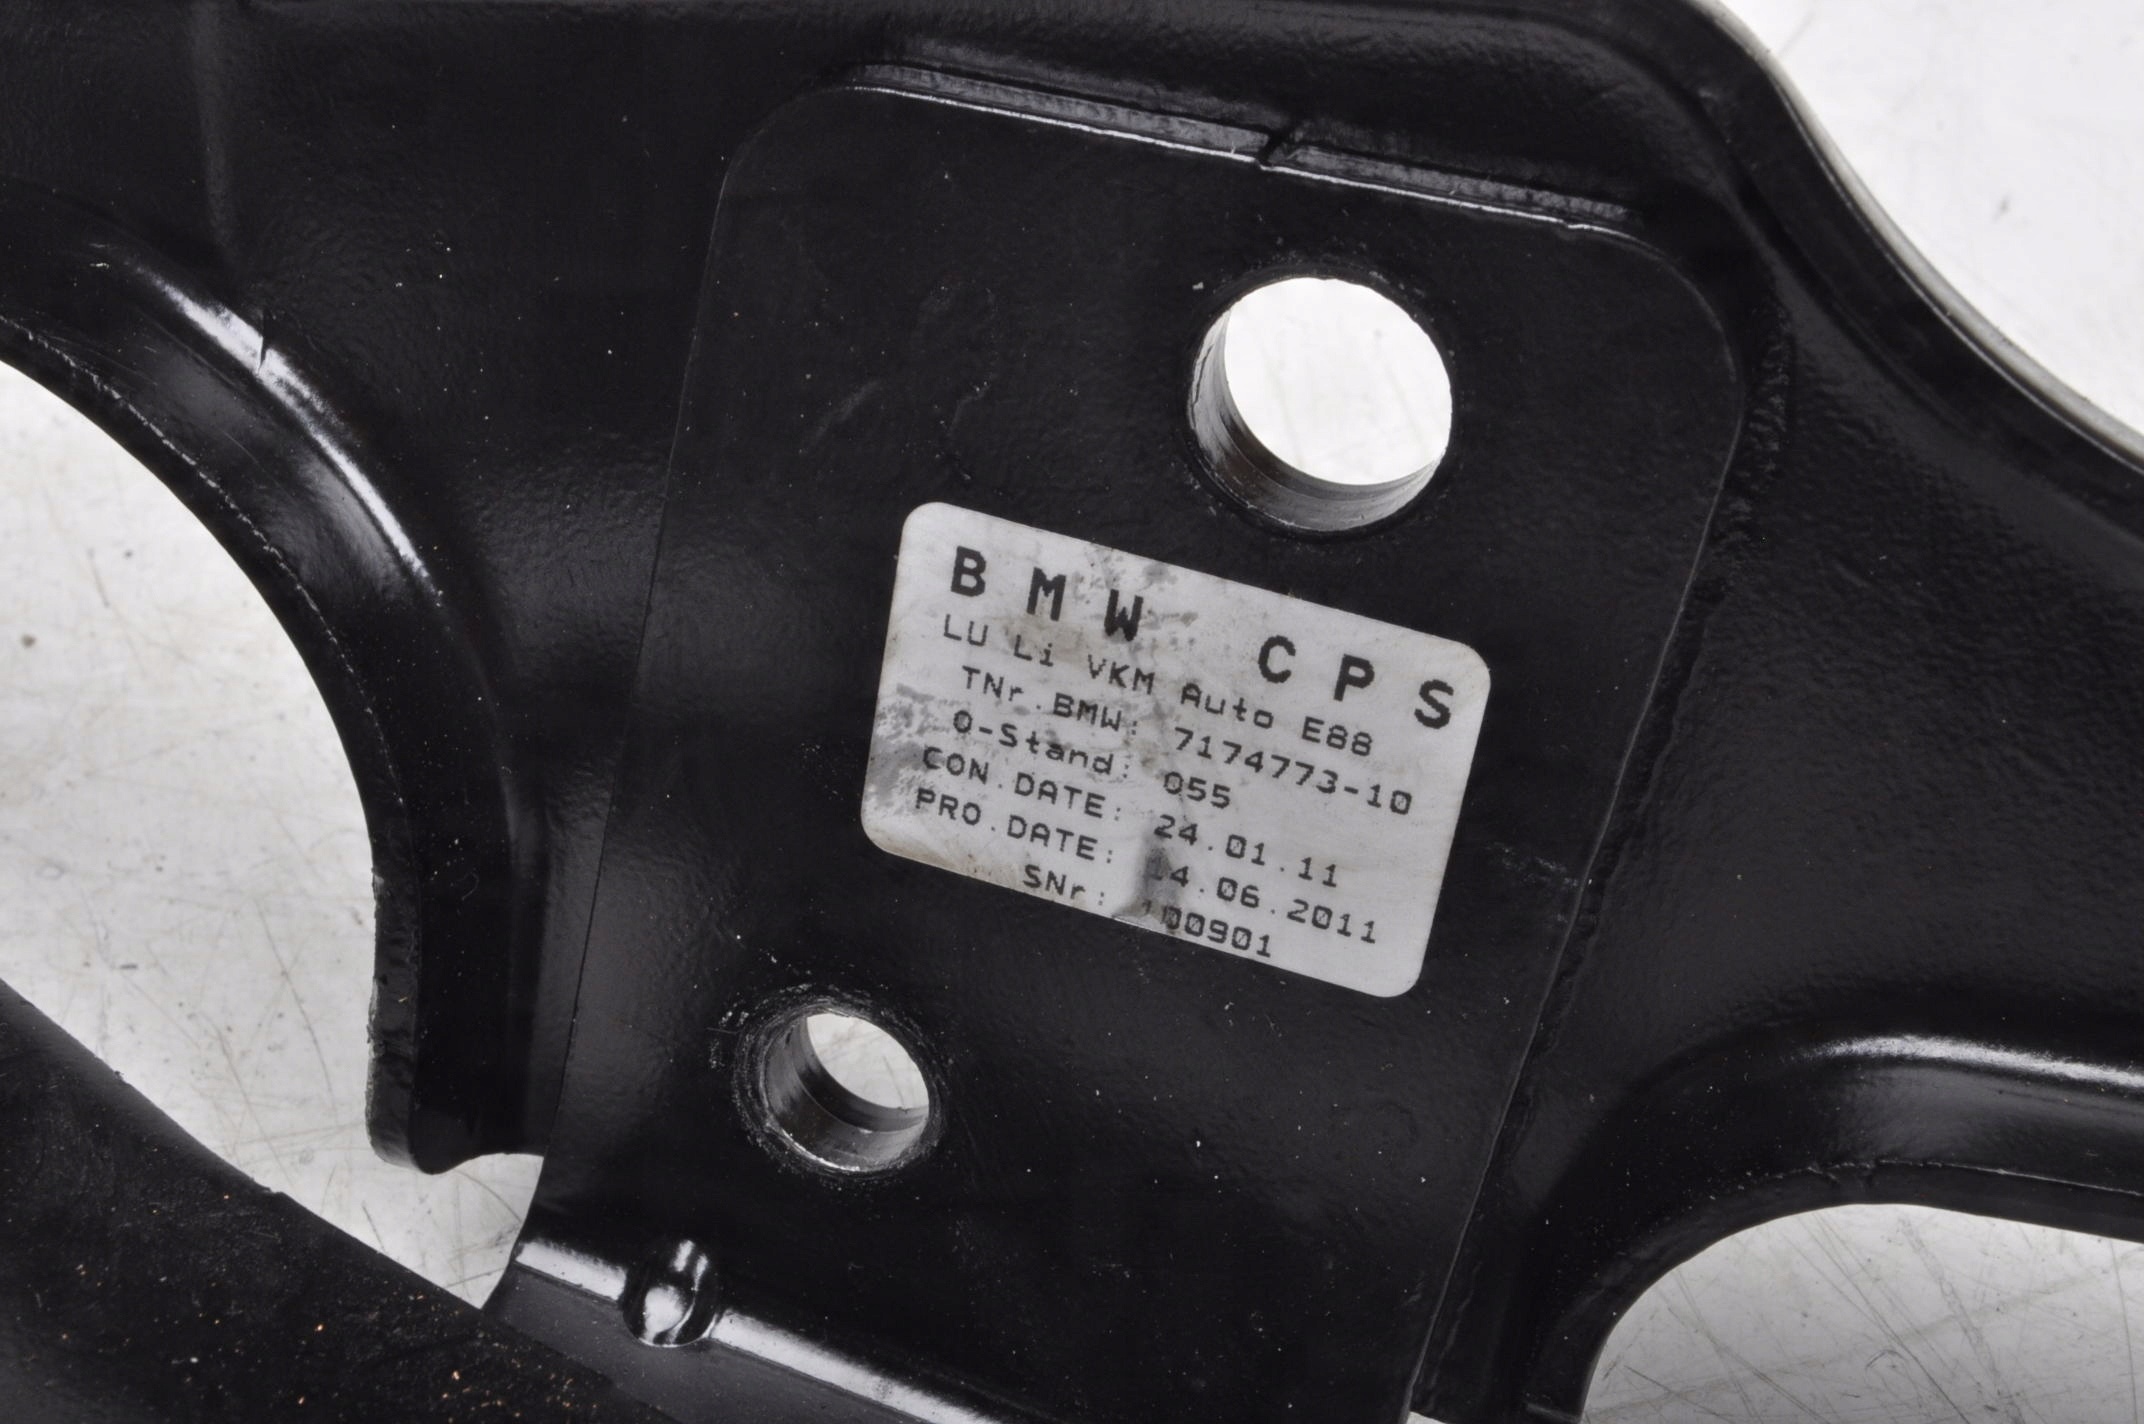 BMW CPS
LU Li VKM Auto E88
TNr.BMW: 7174773-10
0-Stand: 055
CON.DATE: 24.01.11
PRO.DATE: 14.06.2011
SNr: 100901